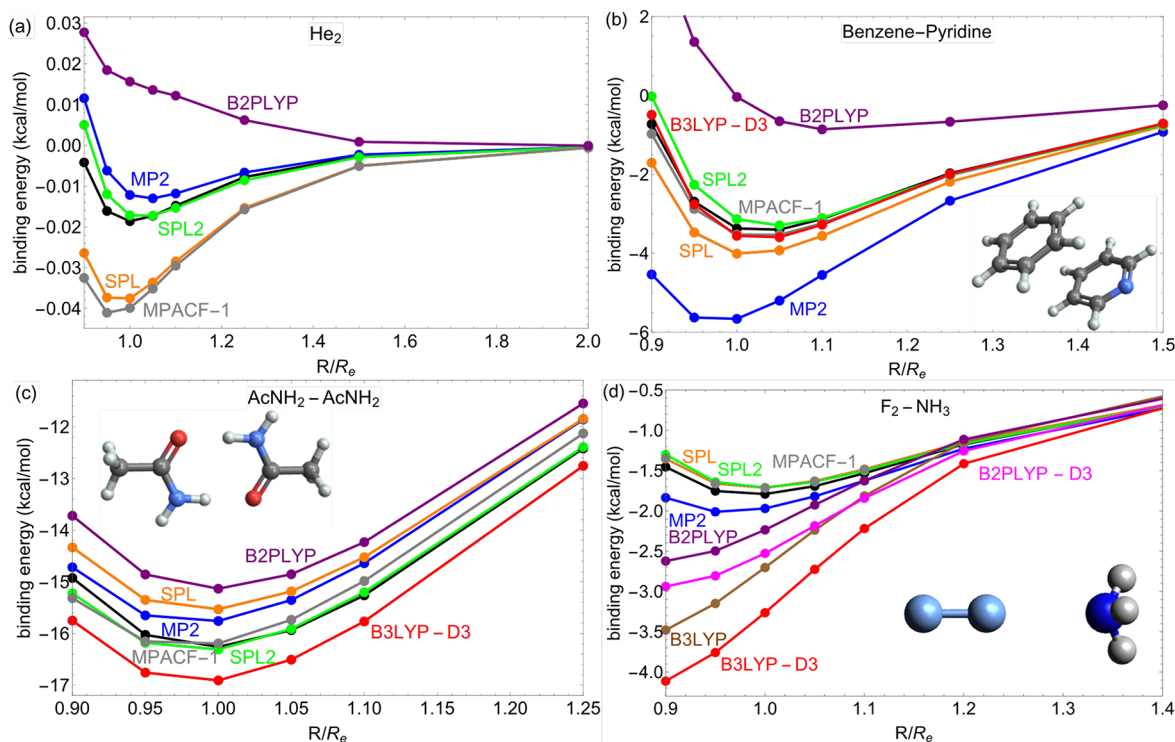 (a)
He2
0.03
0.02
0.01
0.00
−0.01
−0.02
−0.03
−0.04
binding energy (kcal/mol)
B2PLYP
MP2
SPL2
SPL
MPACF−1
1.0
1.2
1.4
1.6
1.8
2.0
R/Re
(b)
Benzene−Pyridine
2
0
−2
−4
−6
binding energy (kcal/mol)
B2PLYP
B3LYP−D3
SPL2
MPACF−1
SPL
MP2
0.9
1.0
1.1
1.2
1.3
1.4
1.5
R/Re
(c)
AcNH2−AcNH2
−12
−13
−14
−15
−16
−17
binding energy (kcal/mol)
B2PLYP
SPL
MP2
MPACF−1
SPL2
B3LYP−D3
0.90
0.95
1.00
1.05
1.10
1.15
1.20
1.25
R/Re
(d)
F2−NH3
−0.5
−1.0
−1.5
−2.0
−2.5
−3.0
−3.5
−4.0
binding energy (kcal/mol)
SPL
SPL2
MPACF−1
B2PLYP−D3
MP2
B2PLYP
B3LYP
B3LYP−D3
0.9
1.0
1.1
1.2
1.3
1.4
R/Re